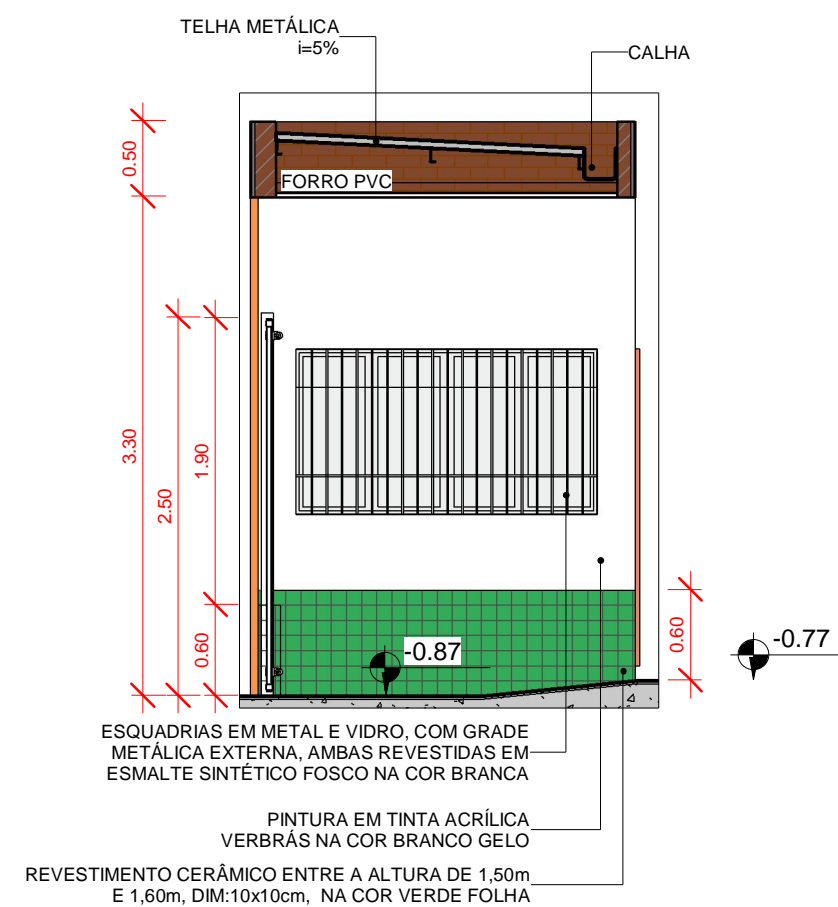 TELHA METÁLICA
i=5%
CALHA
0.50
FORRO PVC
3.30
2.50
1.90
0.60
0.60
-0.87
-0.77
ESQUADRIAS EM METAL E VIDRO, COM GRADE
METÁLICA EXTERNA, AMBAS REVESTIDAS EM
ESMALTE SINTÉTICO FOSCO NA COR BRANCA
PINTURA EM TINTA ACRÍLICA
VERBRÁS NA COR BRANCO GELO
REVESTIMENTO CERÂMICO ENTRE A ALTURA DE 1,50m
E 1,60m, DIM:10x10cm, NA COR VERDE FOLHA